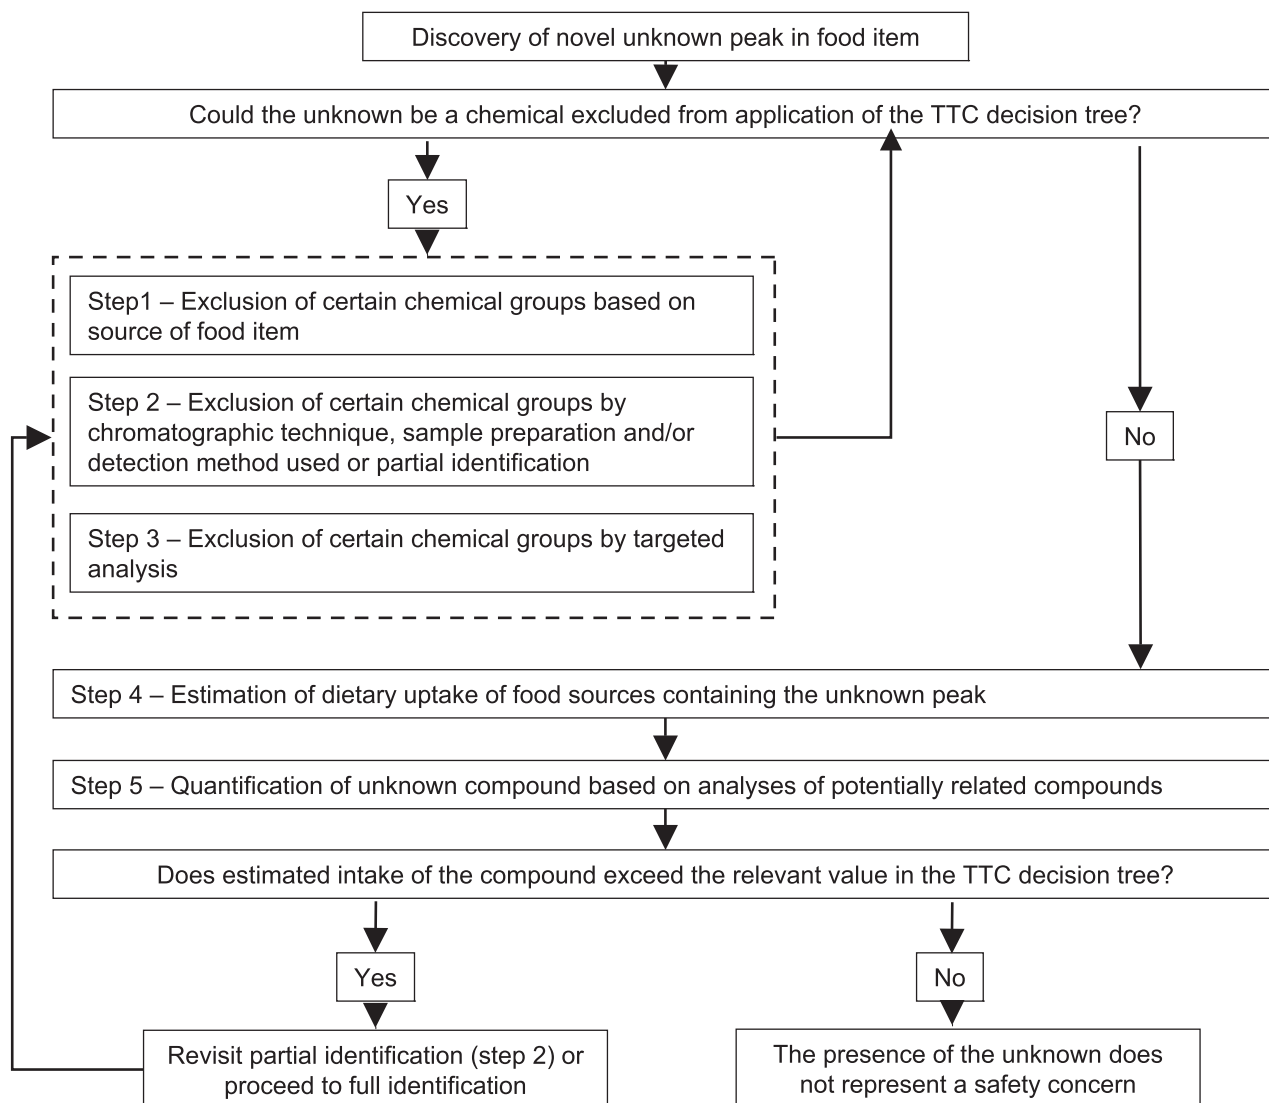 Discovery of novel unknown peak in food item
Could the unknown be a chemical excluded from application of the TTC decision tree?
Yes
Step1 – Exclusion of certain chemical groups based on
source of food item
Step 2 – Exclusion of certain chemical groups by
chromatographic technique, sample preparation and/or
detection method used or partial identification
No
Step 3 – Exclusion of certain chemical groups by targeted
analysis
Step 4 – Estimation of dietary uptake of food sources containing the unknown peak
Step 5 – Quantification of unknown compound based on analyses of potentially related compounds
Does estimated intake of the compound exceed the relevant value in the TTC decision tree?
Yes
No
Revisit partial identification (step 2) or
proceed to full identification
The presence of the unknown does
not represent a safety concern